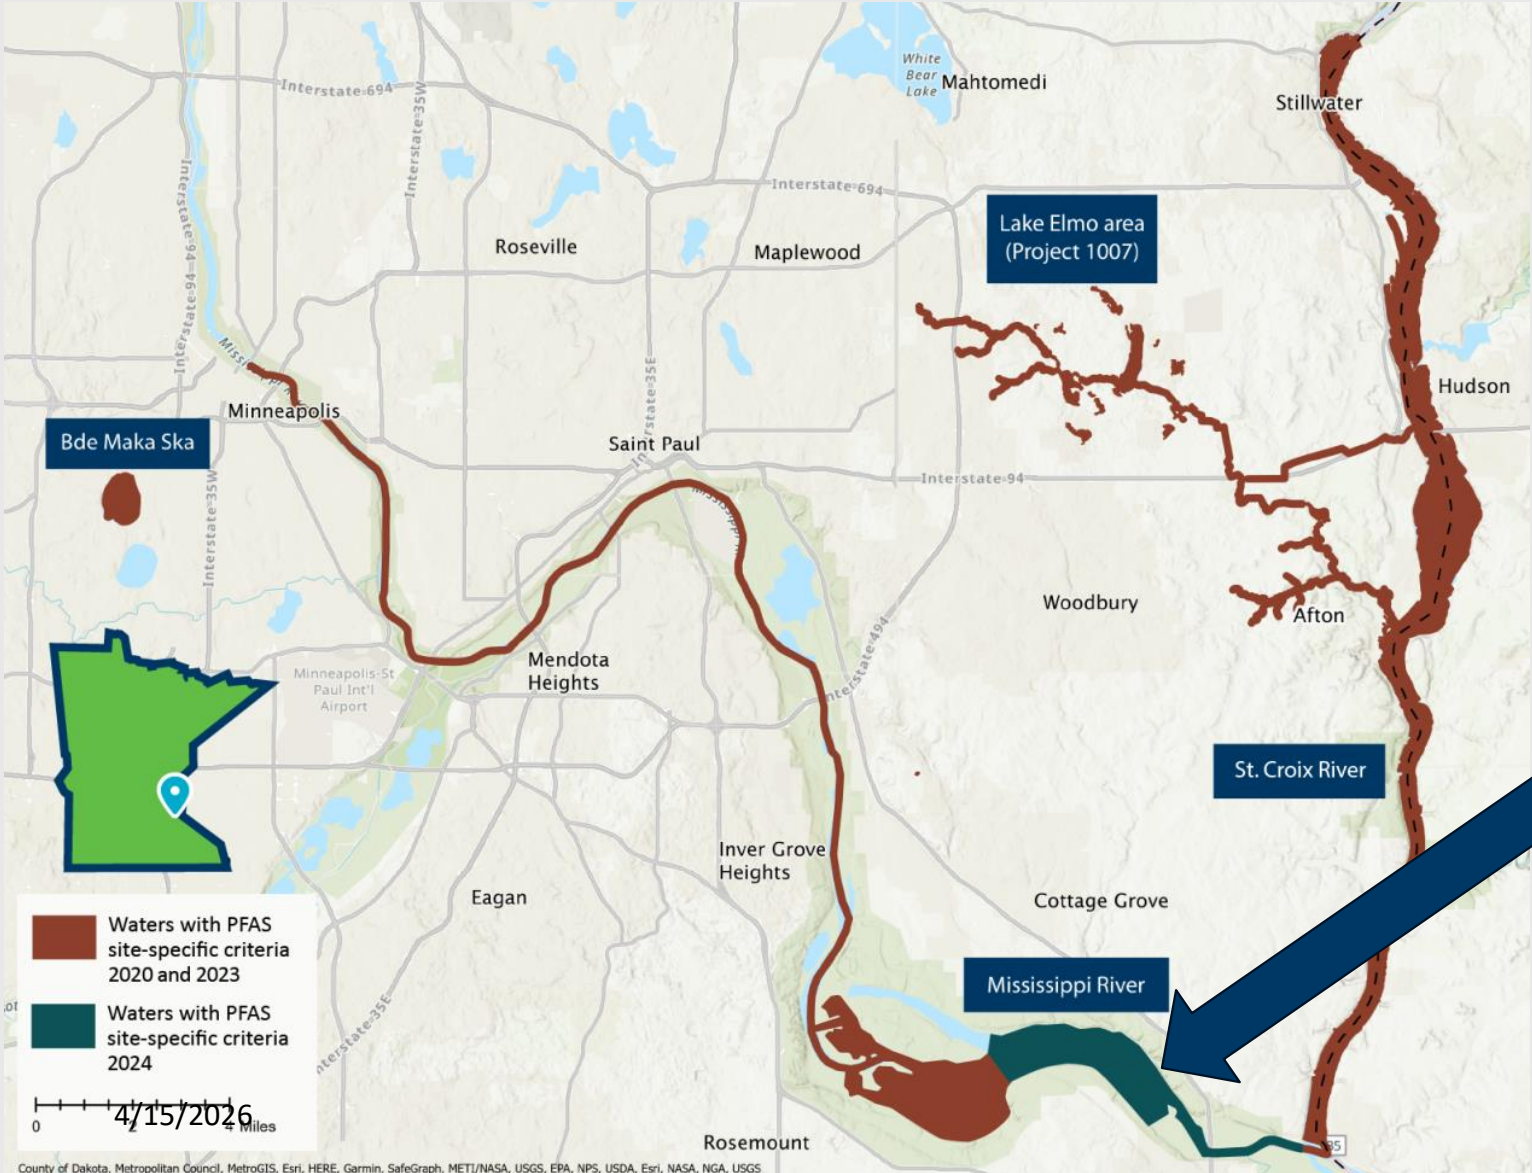 White
Bear
Lake
Mahtomedi
Interstate 694
Interstate-35W
Stillwater
Interstate-94-694
Interstate 694
Roseville
Maplewood
Lake Elmo area
(Project 1007)
Interstate-35E
Hudson
Minneapolis
Bde Maka Ska
Saint Paul
Interstate-35W
Interstate-94
Woodbury
Afton
Mendota
Heights
Minneapolis-St
Paul Int'l
Airport
Interstate-494
St. Croix River
Inver Grove
Heights
Eagan
Cottage Grove
Waters with PFAS
site-specific criteria
2020 and 2023
Mississippi River
Waters with PFAS
site-specific criteria
2024
4/15/2026
0 2 4 Miles
Rosemount
County of Dakota, Metropolitan Council, MetroGIS, Esri, HERE, Garmin, SafeGraph, METI/NASA, USGS, EPA, NPS, USDA, Esri, NASA, NGA, USGS